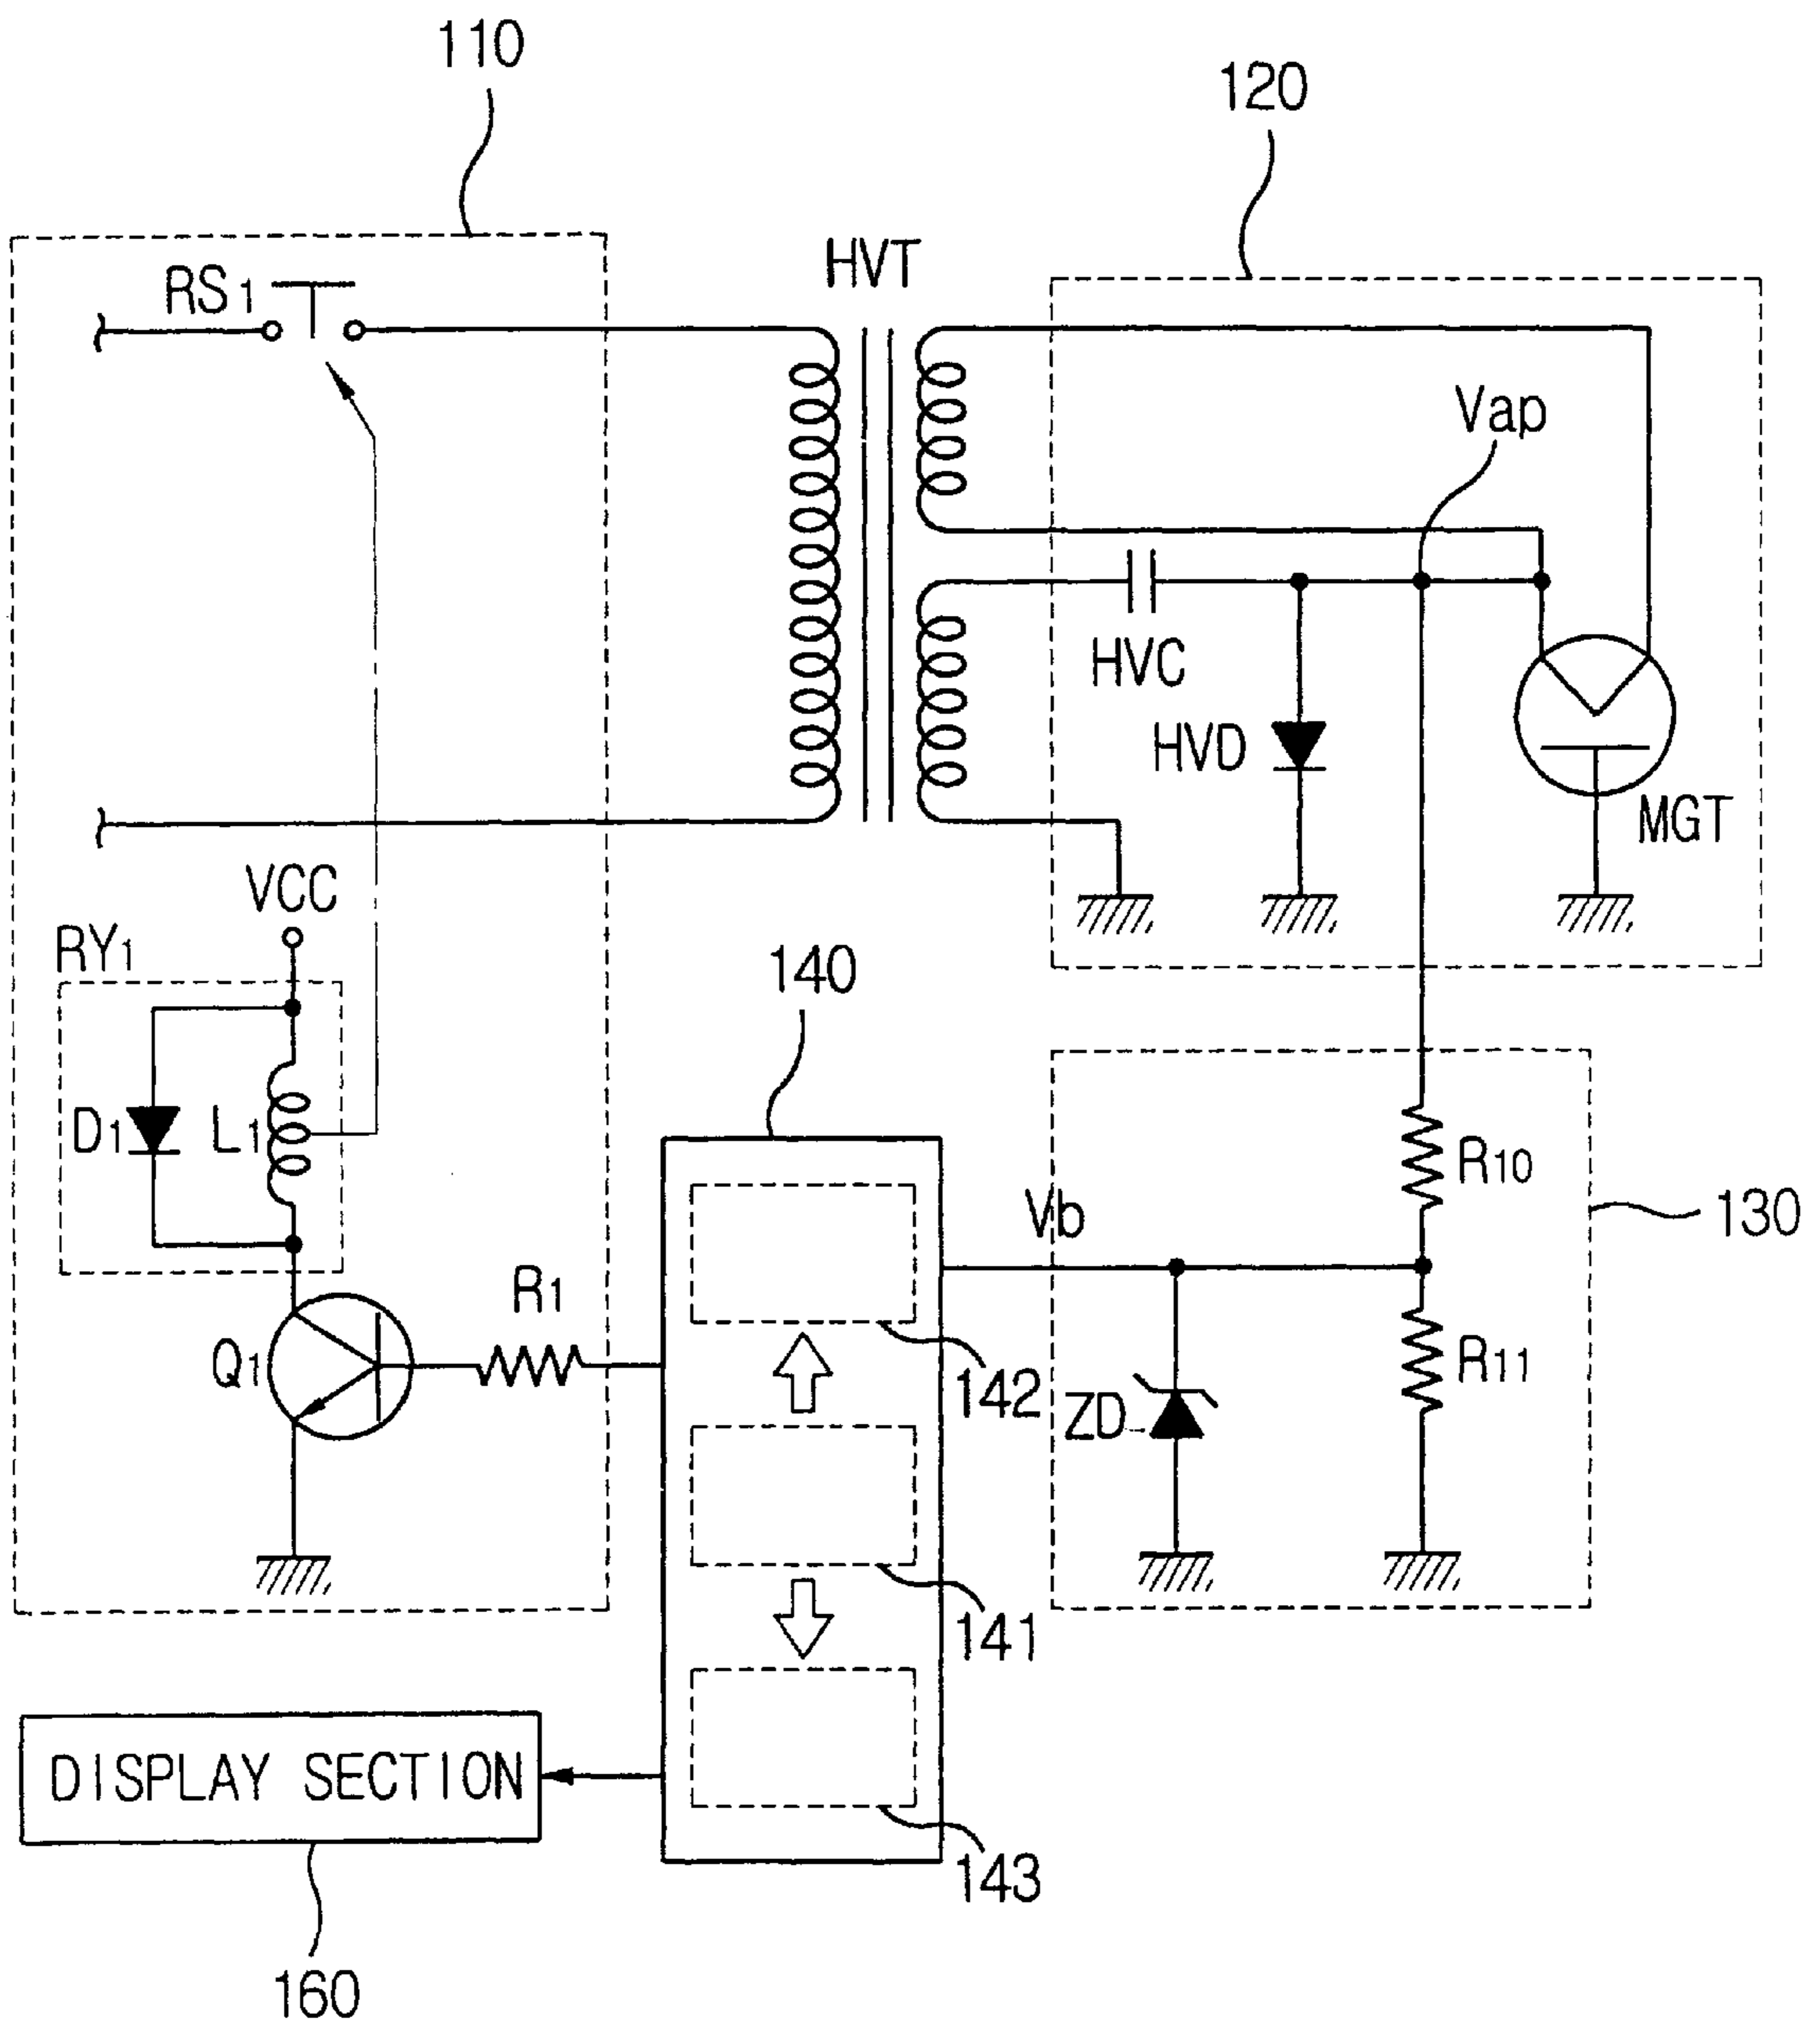 110
120
HVT
RS1
Vap
HVC
HVD
MGT
VCC
RY1
140
D1
L1
R10
Vb
130
R1
Q1
R11
142
ZD
141
DISPLAY SECTION
143
160